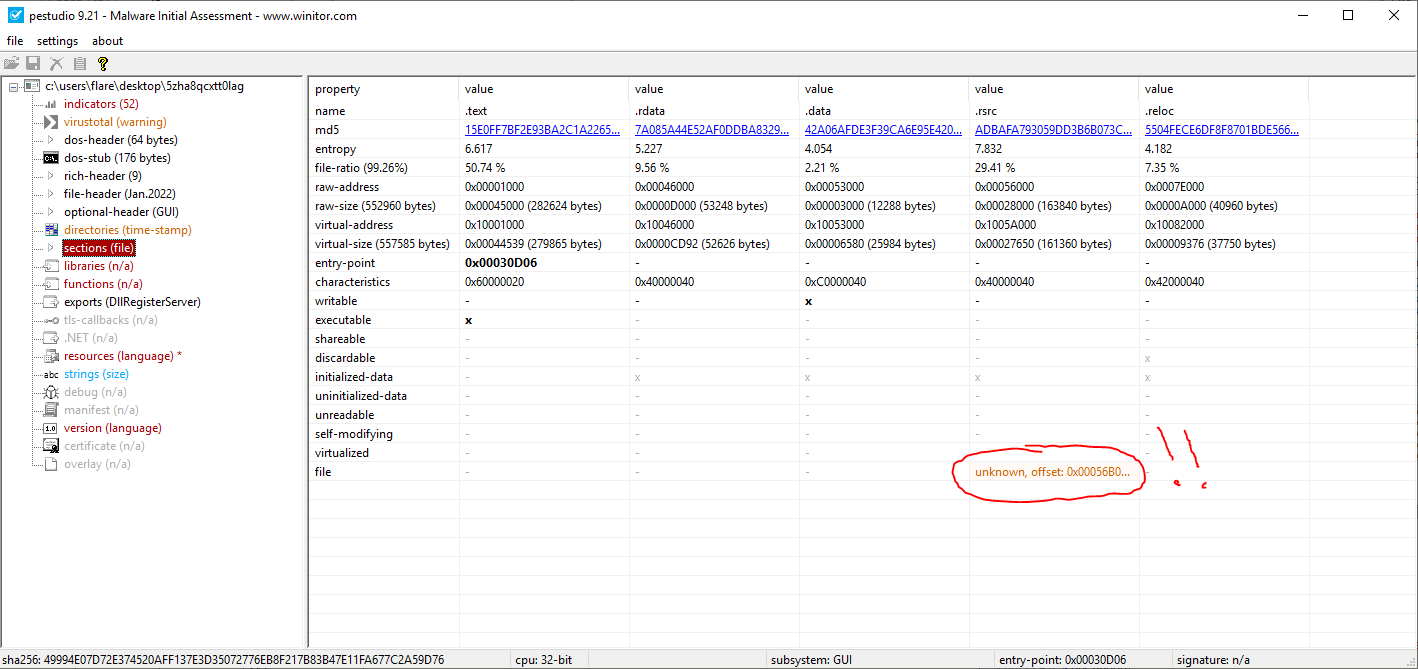 pestudio 9.21 - Malware Initial Assessment - www.winitor.com
file settings about
c:\users\flare\desktop\5zha8qcxtt0lag
indicators (52)
virustotal (warning)
dos-header (64 bytes)
dos-stub (176 bytes)
rich-header (9)
file-header (Jan.2022)
optional-header (GUI)
directories (time-stamp)
sections (file)
libraries (n/a)
functions (n/a)
exports (DllRegisterServer)
tls-callbacks (n/a)
.NET (n/a)
resources (language) *
abc strings (size)
debug (n/a)
manifest (n/a)
1.0 version (language)
certificate (n/a)
overlay (n/a)
property value value value value value
name .text .rdata .data .rsrc .reloc
md5 15E0FF7BF2E93BA2C1A2265... 7A085A44E52AF0DDBA8329... 42A06AFDE3F39CA6E95E420... ADBAFA793059DD3B6B073C... 5504FECE6DF8F8701BDE566...
entropy 6.617 5.227 4.054 7.832 4.182
file-ratio (99.26%) 50.74 % 9.56 % 2.21 % 29.41 % 7.35 %
raw-address 0x00001000 0x00046000 0x00053000 0x00056000 0x0007E000
raw-size (552960 bytes) 0x00045000 (282624 bytes) 0x0000D000 (53248 bytes) 0x00003000 (12288 bytes) 0x00028000 (163840 bytes) 0x0000A000 (40960 bytes)
virtual-address 0x10001000 0x10046000 0x10053000 0x1005A000 0x10082000
virtual-size (557585 bytes) 0x00044539 (279865 bytes) 0x0000CD92 (52626 bytes) 0x00006580 (25984 bytes) 0x00027650 (161360 bytes) 0x00009376 (37750 bytes)
entry-point 0x00030D06 - - - -
characteristics 0x60000020 0x40000040 0xC0000040 0x40000040 0x42000040
writable - - x - -
executable x - - - -
shareable - - - - -
discardable - - - - x
initialized-data - x x x x
uninitialized-data - - - - -
unreadable - - - - -
self-modifying - - - - -
virtualized - - - - -
file - - - unknown, offset: 0x00056B0... -
!!
sha256: 49994E07D72E374520AFF137E3D35072776EB8F217B83B47E11FA677C2A59D76 cpu: 32-bit subsystem: GUI entry-point: 0x00030D06 signature: n/a